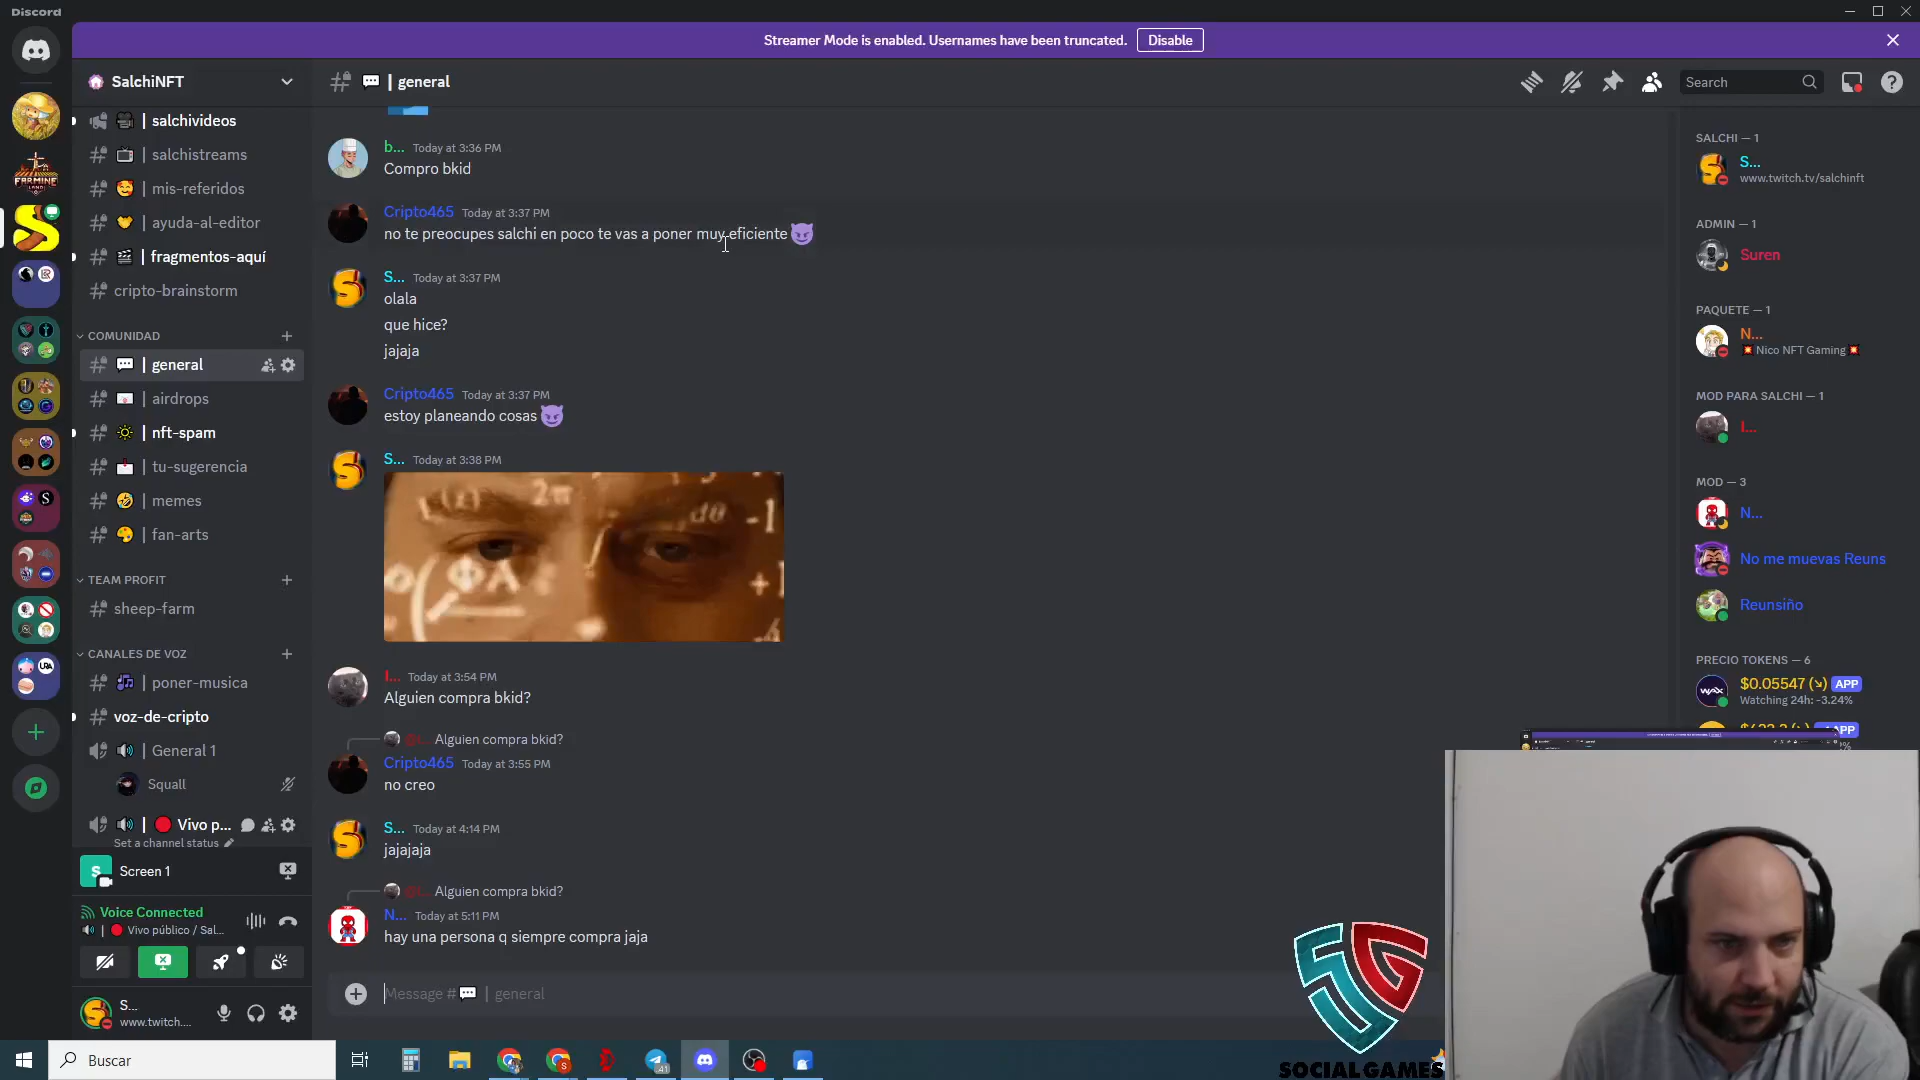 Discord
Streamer Mode is enabled. Usernames have been truncated.
Disable
SalchiNFT
| general
Search
| salchivideos
| salchistreams
| mis-referidos
| ayuda-al-editor
| fragmentos-aquí
cripto-brainstorm
COMUNIDAD
| general
| airdrops
| nft-spam
| tu-sugerencia
| memes
| fan-arts
TEAM PROFIT
sheep-farm
CANALES DE VOZ
| poner-musica
voz-de-cripto
General 1
Squall
| Vivo p...
Set a channel status
Screen 1
Voice Connected
| Vivo público / Sal...
S...
www.twitch....
b... Today at 3:36 PM
Compro bkid
Cripto465 Today at 3:37 PM
no te preocupes salchi en poco te vas a poner muy eficiente
S... Today at 3:37 PM
olala
que hice?
jajaja
Cripto465 Today at 3:37 PM
estoy planeando cosas
S... Today at 3:38 PM
I... Today at 3:54 PM
Alguien compra bkid?
Alguien compra bkid?
Cripto465 Today at 3:55 PM
no creo
S... Today at 4:14 PM
jajajaja
Alguien compra bkid?
N... Today at 5:11 PM
hay una persona q siempre compra jaja
Message # | general
SALCHI — 1
S...
www.twitch.tv/salchinft
ADMIN — 1
Suren
PAQUETE — 1
N...
Nico NFT Gaming
MOD PARA SALCHI — 1
I...
MOD — 3
N...
No me muevas Reuns
Reunsiño
PRECIO TOKENS — 6
WAX
$0.05547 (↘) APP
Watching 24h: -3.24%
SOCIAL GAMES
Buscar